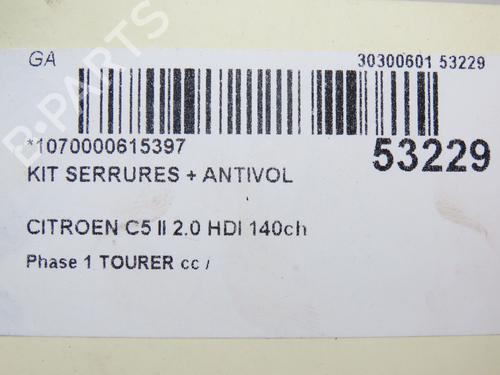 GA
30300601 53229
*1070000615397
53229
KIT SERRURES + ANTIVOL
CITROEN C5 II 2.0 HDI 140ch
Phase 1 TOURER cc /
B-PARTS